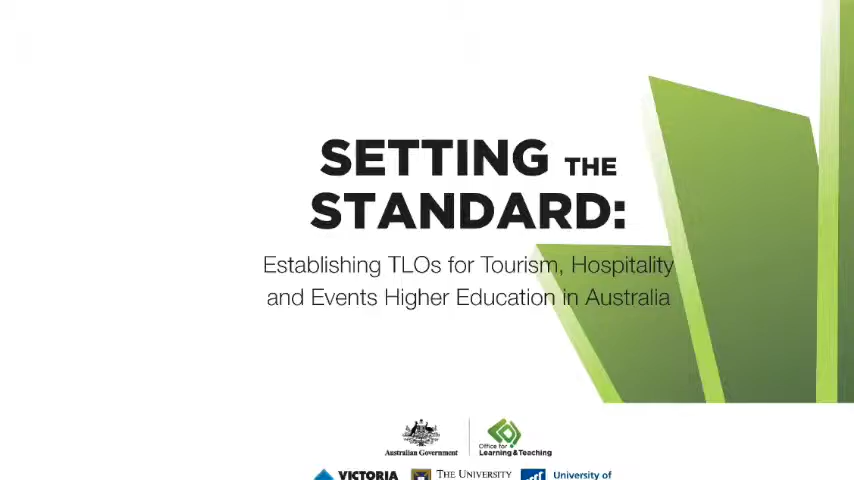 SETTING THE
STANDARD:
Establishing TLOs for Tourism, Hospitality
and Events Higher Education in Australia
Australian Government
Office for
Learning & Teaching
VICTORIA
THE UNIVERSITY
University of